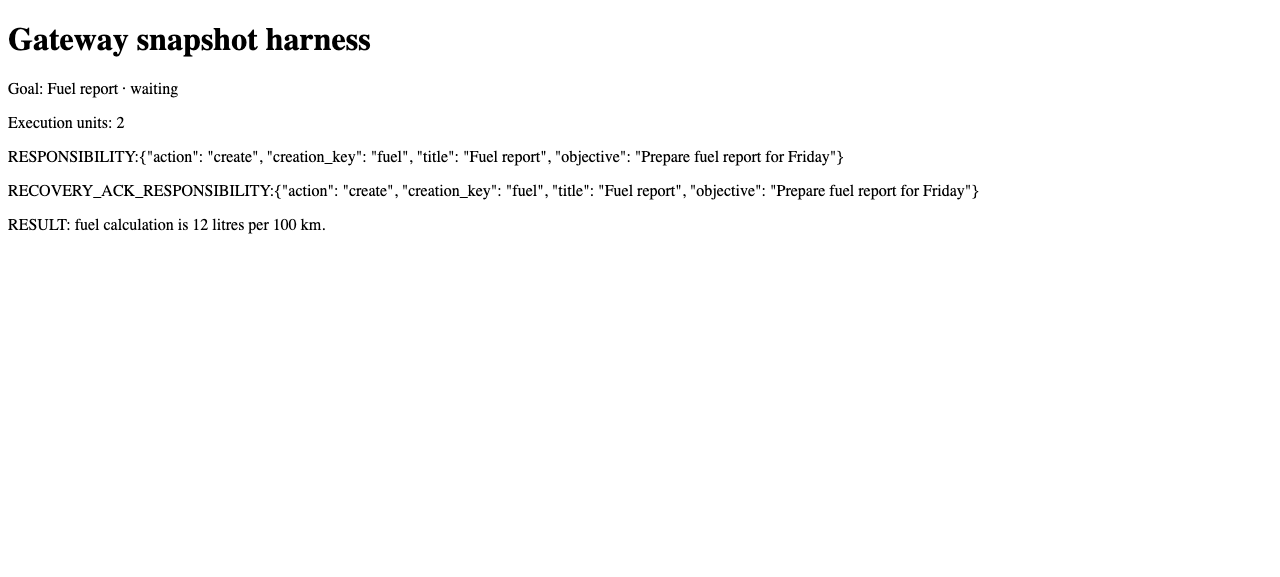 Gateway snapshot harness
Goal: Fuel report · waiting
Execution units: 2
RESPONSIBILITY:{"action": "create", "creation_key": "fuel", "title": "Fuel report", "objective": "Prepare fuel report for Friday"}
RECOVERY_ACK_RESPONSIBILITY:{"action": "create", "creation_key": "fuel", "title": "Fuel report", "objective": "Prepare fuel report for Friday"}
RESULT: fuel calculation is 12 litres per 100 km.